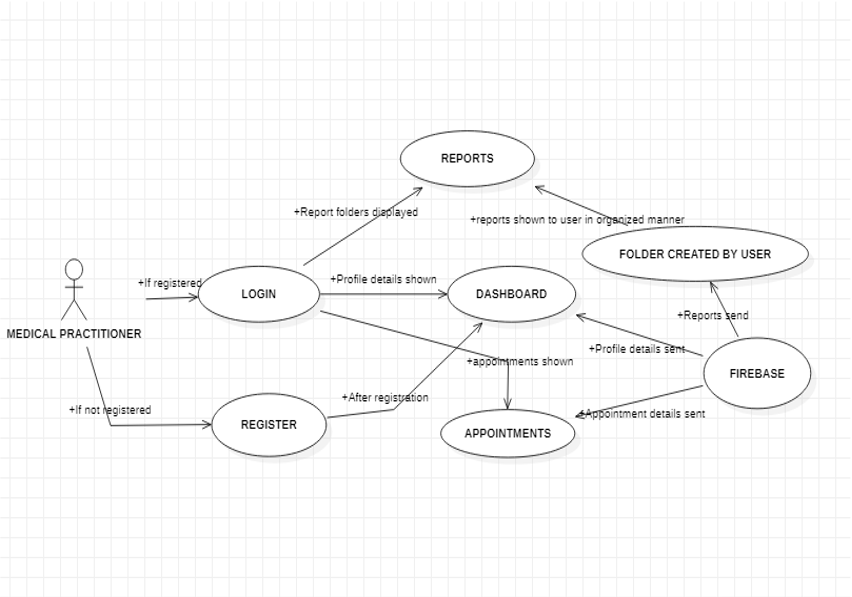 REPORTS
+Report folders displayed
+reports shown to user in organized manner
FOLDER CREATED BY USER
+If registered
+Profile details shown
LOGIN
DASHBOARD
+Reports send
MEDICAL PRACTITIONER
+Profile details sent
+appointments shown
FIREBASE
+After registration
+If not registered
+Appointment details sent
REGISTER
APPOINTMENTS